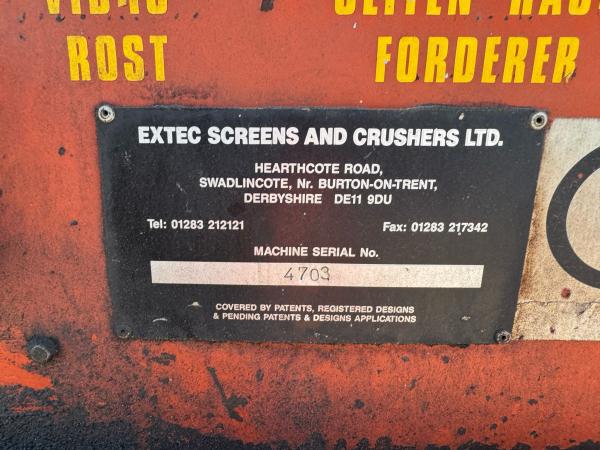 ROST
FORDERER
EXTEC SCREENS AND CRUSHERS LTD.
HEARTHCOTE ROAD,
SWADLINCOTE, Nr. BURTON-ON-TRENT,
DERBYSHIRE DE11 9DU
Tel: 01283 212121 Fax: 01283 217342
MACHINE SERIAL No.
4703
COVERED BY PATENTS, REGISTERED DESIGNS
& PENDING PATENTS & DESIGNS APPLICATIONS